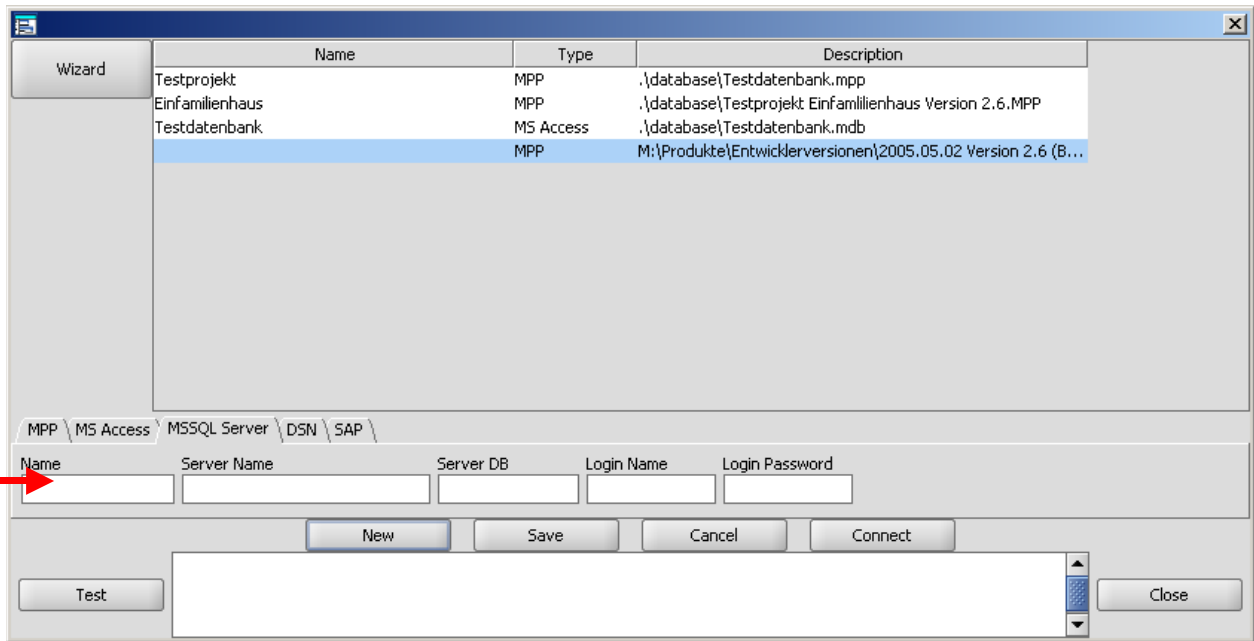 Wizard
Name Type Description
Testprojekt MPP .\database\Testdatenbank.mpp
Einfamilienhaus MPP .\database\Testprojekt Einfamlilienhaus Version 2.6.MPP
Testdatenbank MS Access .\database\Testdatenbank.mdb
MPP M:\Produkte\Entwicklerversionen\2005.05.02 Version 2.6 (B...
MPP MS Access MSSQL Server DSN SAP
Name Server Name Server DB Login Name Login Password
New Save Cancel Connect
Test Close